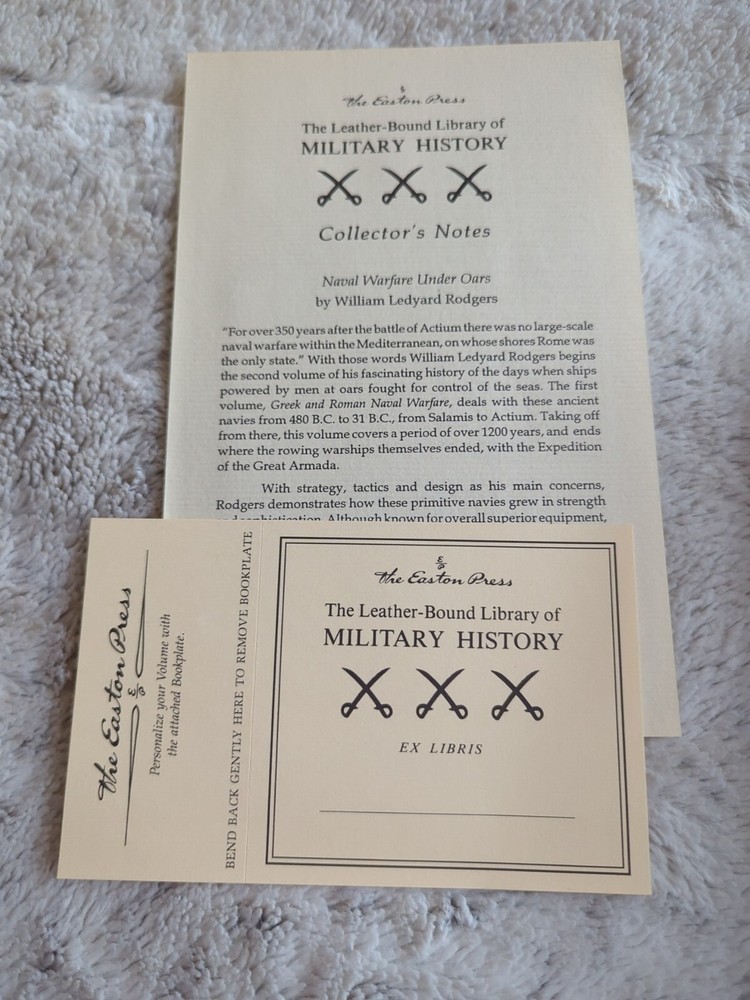 The Easton Press
The Leather-Bound Library of
MILITARY HISTORY
Collector's Notes
Naval Warfare Under Oars
by William Ledyard Rodgers
"For over 350 years after the battle of Actium there was no large-scale
naval warfare within the Mediterranean, on whose shores Rome was
the only state." With those words William Ledyard Rodgers begins
the second volume of his fascinating history of the days when ships
powered by men at oars fought for control of the seas. The first
volume, Greek and Roman Naval Warfare, deals with these ancient
navies from 480 B.C. to 31 B.C., from Salamis to Actium. Taking off
from there, this volume covers a period of over 1200 years, and ends
where the rowing warships themselves ended, with the Expedition
of the Great Armada.
With strategy, tactics and design as his main concerns,
Rodgers demonstrates how these primitive navies grew in strength
and sophistication. Although known for overall superior equipment,
The Easton Press
Personalize your Volume with
the attached Bookplate.
BEND BACK GENTLY HERE TO REMOVE BOOKPLATE
The Easton Press
The Leather-Bound Library of
MILITARY HISTORY
EX LIBRIS